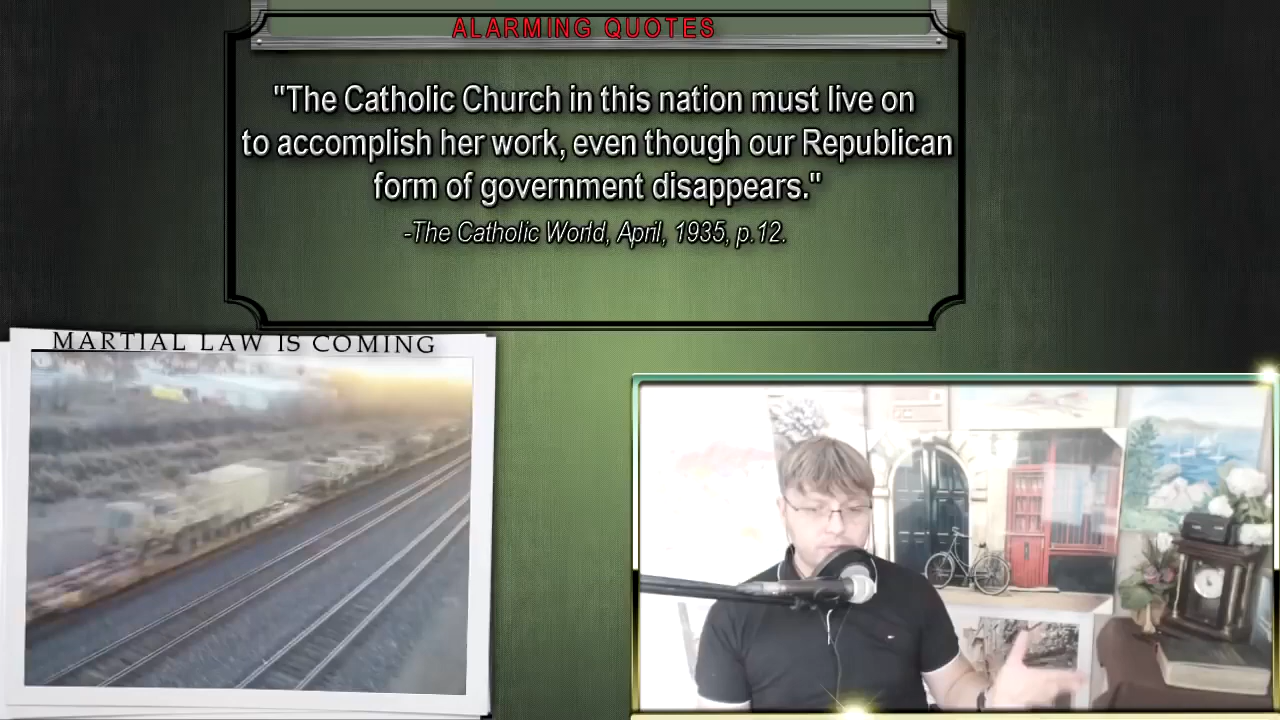 ALARMING QUOTES
"The Catholic Church in this nation must live on
to accomplish her work, even though our Republican
form of government disappears."
-The Catholic World, April, 1935, p.12.
MARTIAL LAW IS COMING